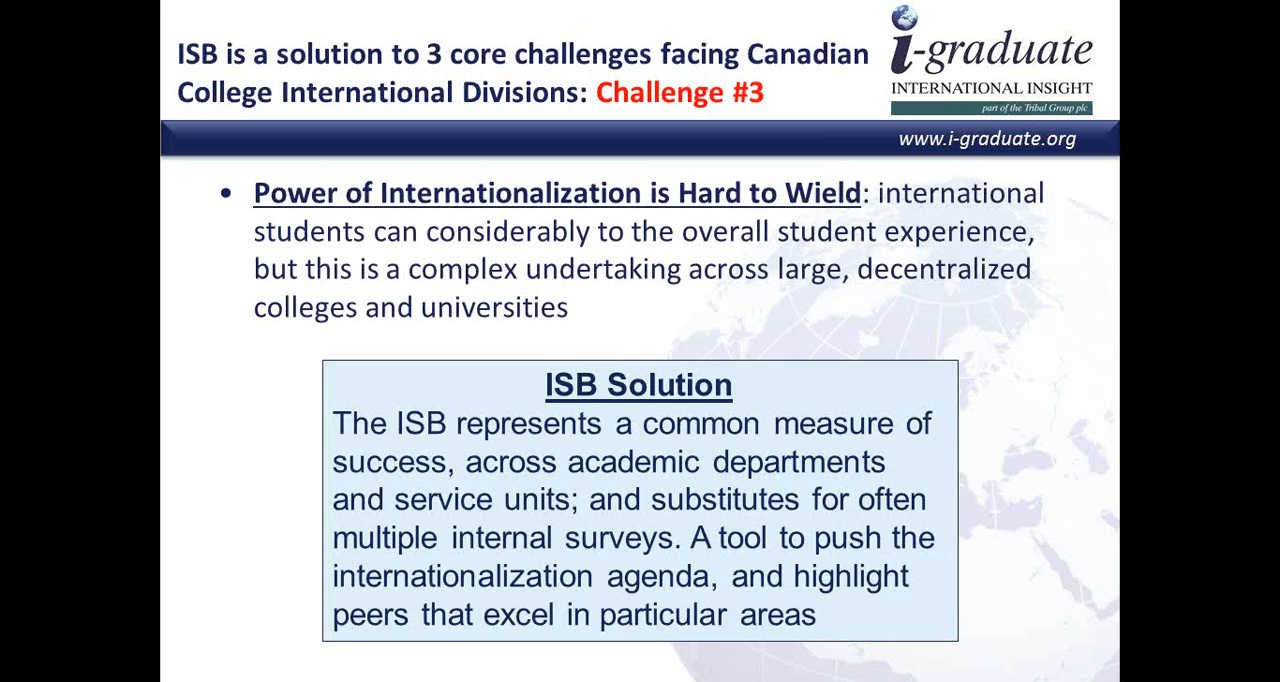 ISB is a solution to 3 core challenges facing Canadian
College International Divisions: Challenge #3
i-graduate
INTERNATIONAL INSIGHT
part of the Tribal Group plc
www.i-graduate.org
• Power of Internationalization is Hard to Wield: international
students can considerably to the overall student experience,
but this is a complex undertaking across large, decentralized
colleges and universities
ISB Solution
The ISB represents a common measure of
success, across academic departments
and service units; and substitutes for often
multiple internal surveys. A tool to push the
internationalization agenda, and highlight
peers that excel in particular areas